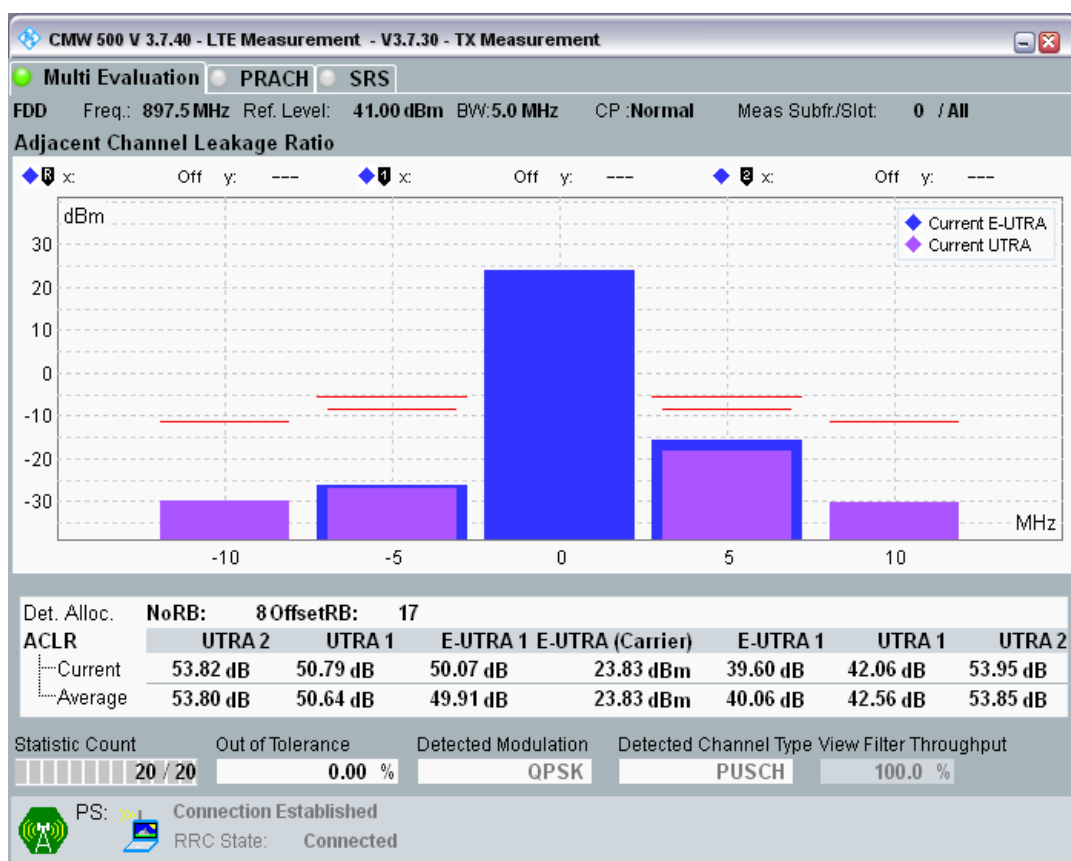 CMW 500 V 3.7.40 - LTE Measurement - V3.7.30 - TX Measurement
Multi Evaluation PRACH SRS
FDD Freq.: 897.5 MHz Ref. Level: 41.00 dBm BW: 5.0 MHz CP : Normal Meas Subfr./Slot: 0 / All
Adjacent Channel Leakage Ratio
R x: Off y: --- 1 x: Off y: --- 2 x: Off y: ---
dBm
Current E-UTRA
Current UTRA
30
20
10
0
-10
-20
-30
MHz
-10 -5 0 5 10
Det. Alloc. NoRB: 8 OffsetRB: 17
ACLR UTRA 2 UTRA 1 E-UTRA 1 E-UTRA (Carrier) E-UTRA 1 UTRA 1 UTRA 2
Current 53.82 dB 50.79 dB 50.07 dB 23.83 dBm 39.60 dB 42.06 dB 53.95 dB
Average 53.80 dB 50.64 dB 49.91 dB 23.83 dBm 40.06 dB 42.56 dB 53.85 dB
Statistic Count Out of Tolerance Detected Modulation Detected Channel Type View Filter Throughput
20 / 20 0.00 % QPSK PUSCH 100.0 %
PS: Connection Established
RRC State: Connected